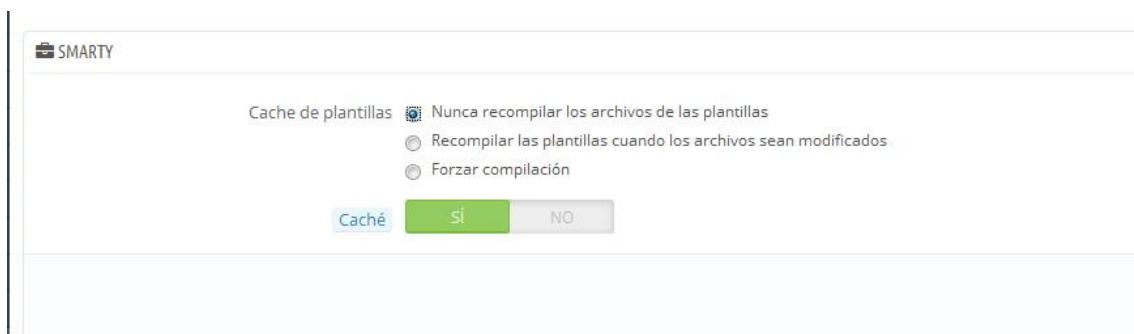 SMARTY
Cache de plantillas Nunca recompilar los archivos de las plantillas
Recompilar las plantillas cuando los archivos sean modificados
Forzar compilación
Caché SÍ NO